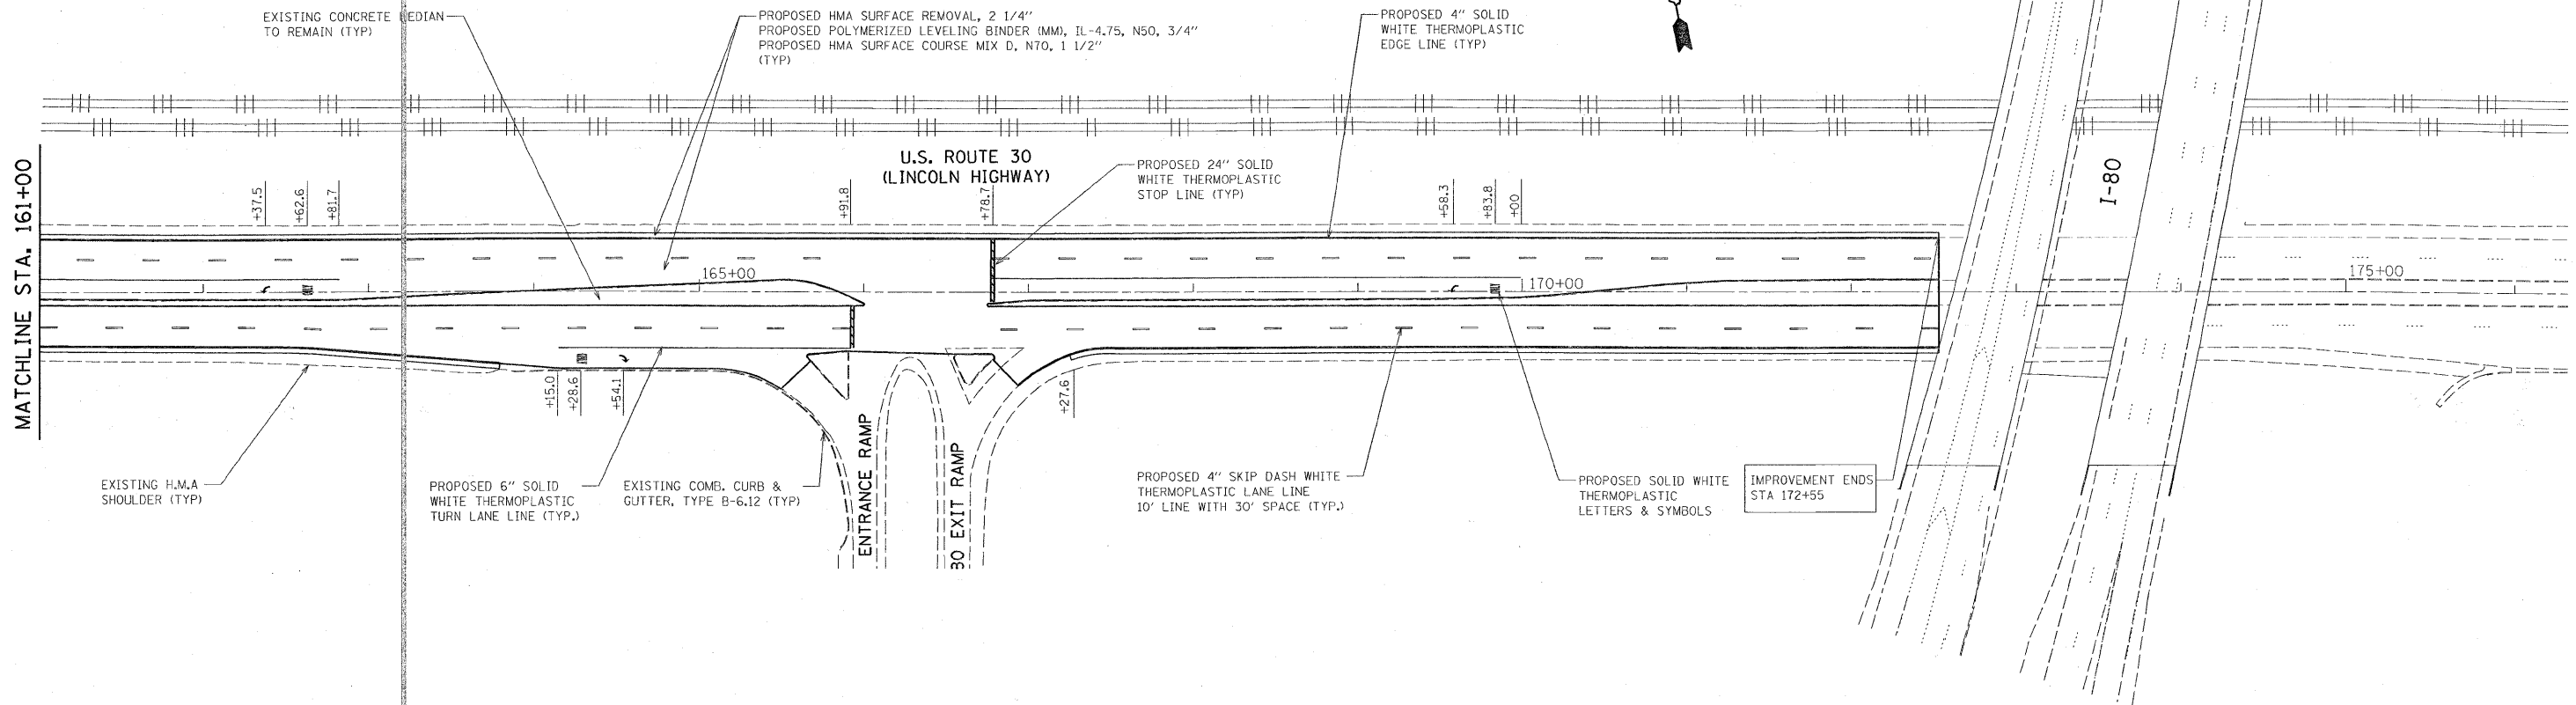 EXISTING CONCRETE MEDIAN
TO REMAIN (TYP)
PROPOSED HMA SURFACE REMOVAL, 2 1/4"
PROPOSED POLYMERIZED LEVELING BINDER (MM), IL-4.75, N50, 3/4"
PROPOSED HMA SURFACE COURSE MIX D, N70, 1 1/2"
(TYP)
PROPOSED 4" SOLID
WHITE THERMOPLASTIC
EDGE LINE (TYP)
MATCHLINE STA. 161+00
U.S. ROUTE 30
(LINCOLN HIGHWAY)
PROPOSED 24" SOLID
WHITE THERMOPLASTIC
STOP LINE (TYP)
I-80
+37.5
+62.6
+81.7
+91.8
+78.7
+58.3
+83.8
+00
165+00
170+00
175+00
ONLY
ONLY
ONLY
+15.0
+28.6
+54.1
+27.6
ENTRANCE RAMP
80 EXIT RAMP
EXISTING H.M.A
SHOULDER (TYP)
PROPOSED 6" SOLID
WHITE THERMOPLASTIC
TURN LANE LINE (TYP.)
EXISTING COMB. CURB &
GUTTER, TYPE B-6.12 (TYP)
PROPOSED 4" SKIP DASH WHITE
THERMOPLASTIC LANE LINE
10' LINE WITH 30' SPACE (TYP.)
PROPOSED SOLID WHITE
THERMOPLASTIC
LETTERS & SYMBOLS
IMPROVEMENT ENDS
STA 172+55